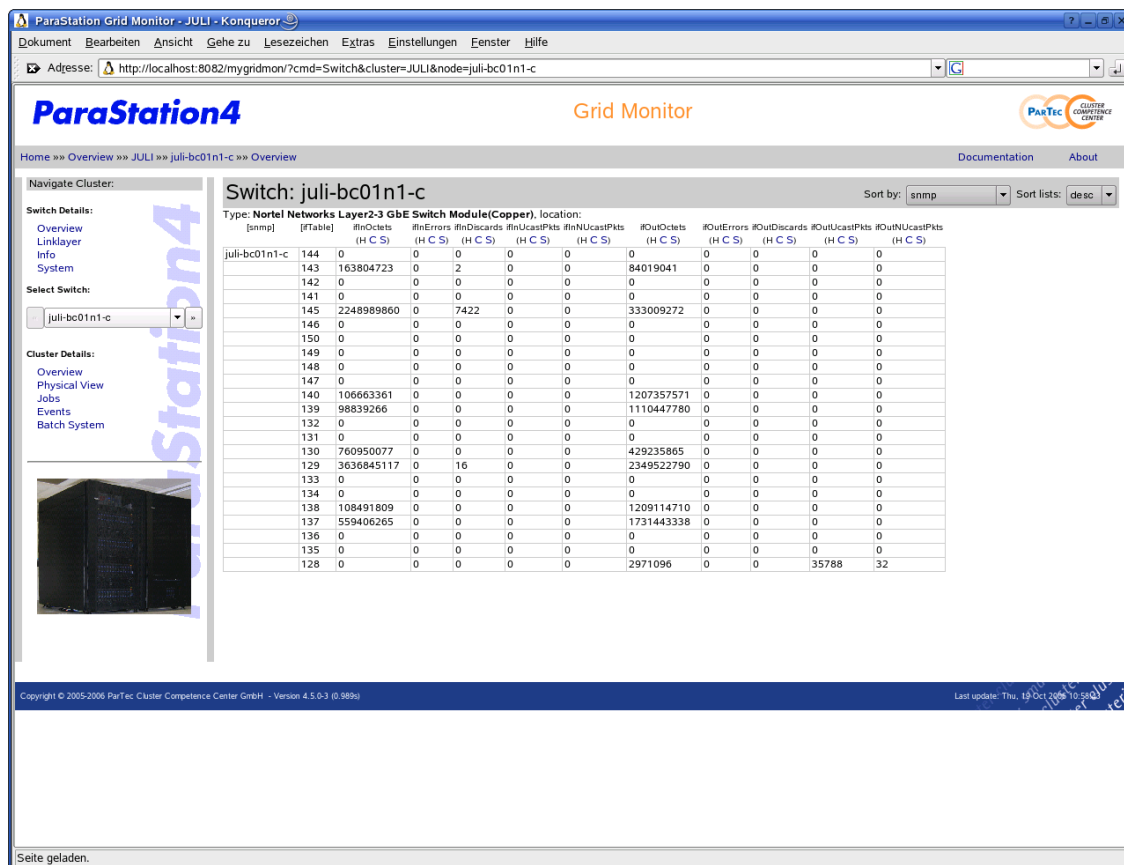 ParaStation Grid Monitor - JULI - Konqueror
Dokument Bearbeiten Ansicht Gehe zu Lesezeichen Extras Einstellungen Fenster Hilfe
Adresse: http://localhost:8082/mygridmon/?cmd=Switch&cluster=JULI&node=juli-bc01n1-c
ParaStation4 Grid Monitor PARTEC CLUSTER COMPETENCE CENTER
Home »» Overview »» JULI »» juli-bc01n1-c »» Overview Documentation About
Navigate Cluster:
Switch Details:
Overview
Linklayer
Info
System
Select Switch:
juli-bc01n1-c »
Cluster Details:
Overview
Physical View
Jobs
Events
Batch System
ParaStation4
Switch: juli-bc01n1-c Sort by: snmp Sort lists: desc
Type: Nortel Networks Layer2-3 GbE Switch Module(Copper), location:
[snmp] [ifTable] ifInOctets ifInErrors ifInDiscards ifInUcastPkts ifInNUcastPkts ifOutOctets ifOutErrors ifOutDiscards ifOutUcastPkts ifOutNUcastPkts
(H C S) (H C S) (H C S) (H C S) (H C S) (H C S) (H C S) (H C S) (H C S) (H C S)
juli-bc01n1-c 144 0 0 0 0 0 0 0 0 0 0
143 163804723 0 2 0 0 84019041 0 0 0 0
142 0 0 0 0 0 0 0 0 0 0
141 0 0 0 0 0 0 0 0 0 0
145 2248989860 0 7422 0 0 333009272 0 0 0 0
146 0 0 0 0 0 0 0 0 0 0
150 0 0 0 0 0 0 0 0 0 0
149 0 0 0 0 0 0 0 0 0 0
148 0 0 0 0 0 0 0 0 0 0
147 0 0 0 0 0 0 0 0 0 0
140 106663361 0 0 0 0 1207357571 0 0 0 0
139 98839266 0 0 0 0 1110447780 0 0 0 0
132 0 0 0 0 0 0 0 0 0 0
131 0 0 0 0 0 0 0 0 0 0
130 760950077 0 0 0 0 429235865 0 0 0 0
129 3636845117 0 16 0 0 2349522790 0 0 0 0
133 0 0 0 0 0 0 0 0 0 0
134 0 0 0 0 0 0 0 0 0 0
138 108491809 0 0 0 0 1209114710 0 0 0 0
137 559406265 0 0 0 0 1731443338 0 0 0 0
136 0 0 0 0 0 0 0 0 0 0
135 0 0 0 0 0 0 0 0 0 0
128 0 0 0 0 0 2971096 0 0 35788 32
Copyright © 2005-2006 ParTec Cluster Competence Center GmbH - Version 4.5.0-3 (0.989s) Last update: Thu, 19 Oct 2006
Seite geladen.